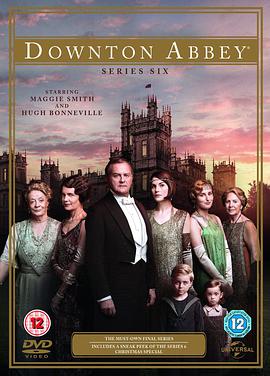 DOWNTON ABBEY®
SERIES SIX
STARRING
MAGGIE SMITH
AND
HUGH BONNEVILLE
12
DVD
VIDEO
THE MUST-OWN FINAL SERIES
INCLUDES A SNEAK PEEK OF THE SERIES 6
CHRISTMAS SPECIAL
12
UNIVERSAL